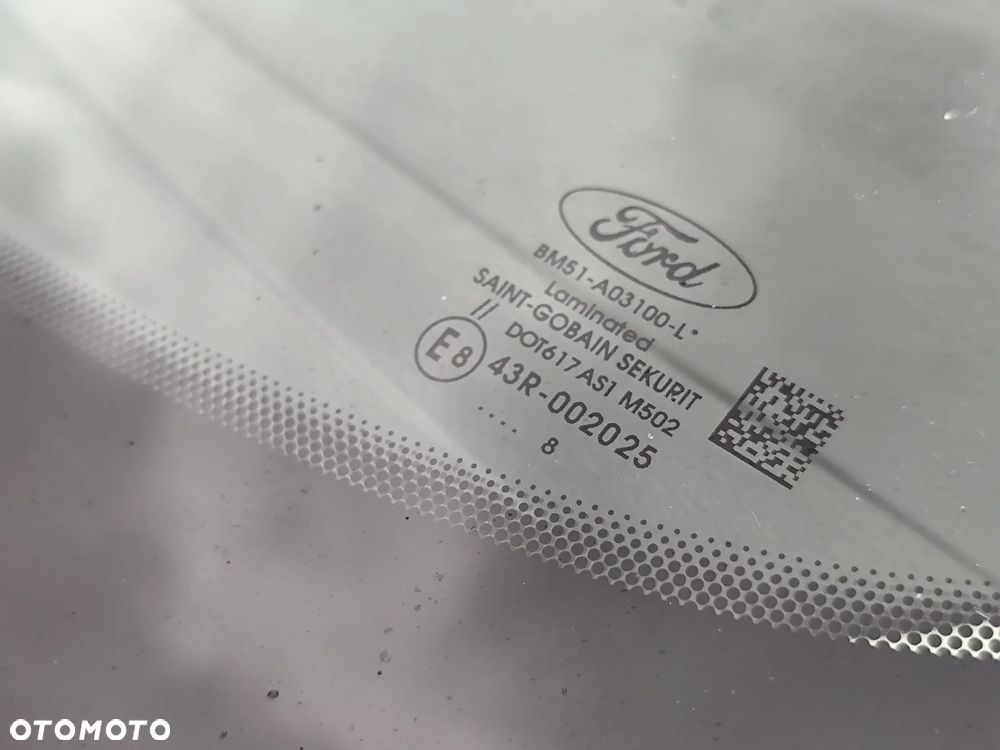 Ford
BM51-A03100-L*
Laminated
SAINT-GOBAIN SEKURIT
// DOT617 AS1 M502
E8 43R-002025
.... 8
OTOMOTO